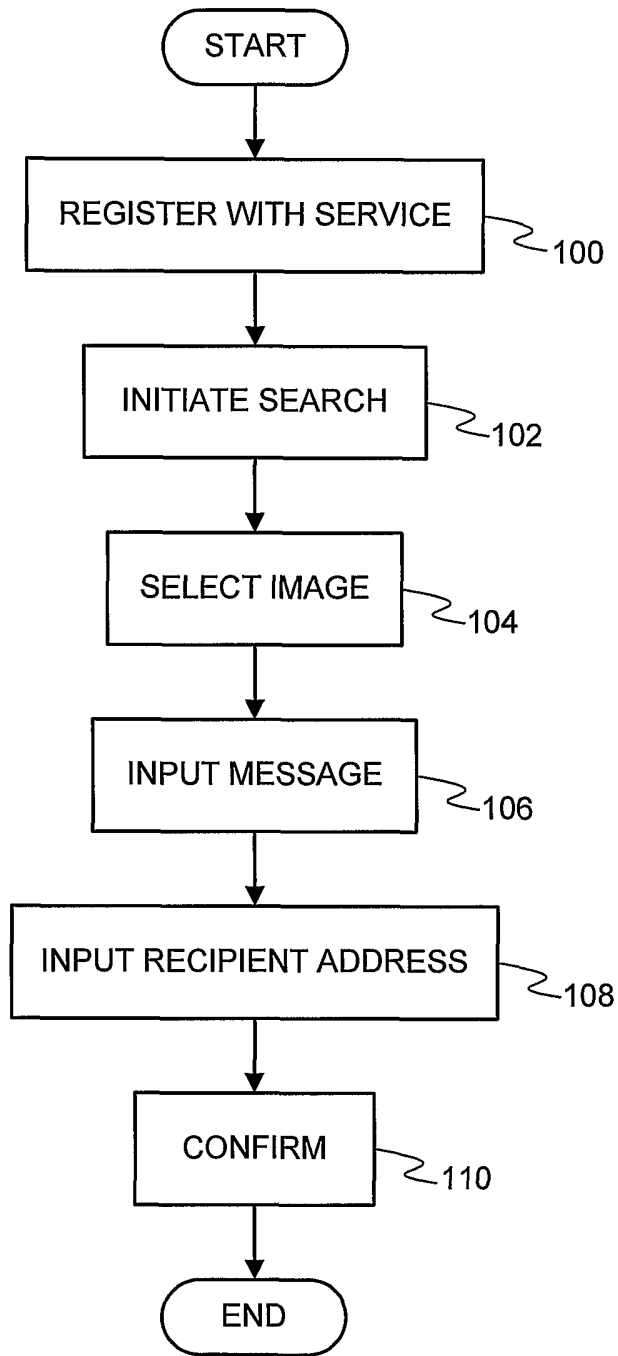 START
REGISTER WITH SERVICE
100
INITIATE SEARCH
102
SELECT IMAGE
104
INPUT MESSAGE
106
INPUT RECIPIENT ADDRESS
108
CONFIRM
110
END